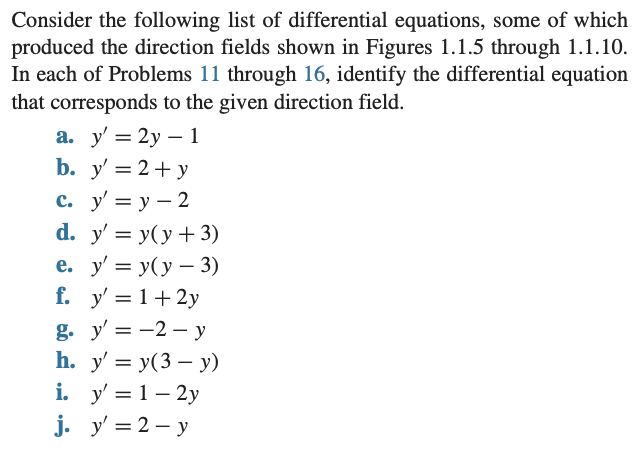 Consider the following list of differential equations, some of which
produced the direction fields shown in Figures 1.1.5 through 1.1.10.
In each of Problems 11 through 16, identify the differential equation
that corresponds to the given direction field.
a. y′ = 2y − 1
b. y′ = 2 + y
c. y′ = y − 2
d. y′ = y(y + 3)
e. y′ = y(y − 3)
f. y′ = 1 + 2y
g. y′ = −2 − y
h. y′ = y(3 − y)
i. y′ = 1 − 2y
j. y′ = 2 − y